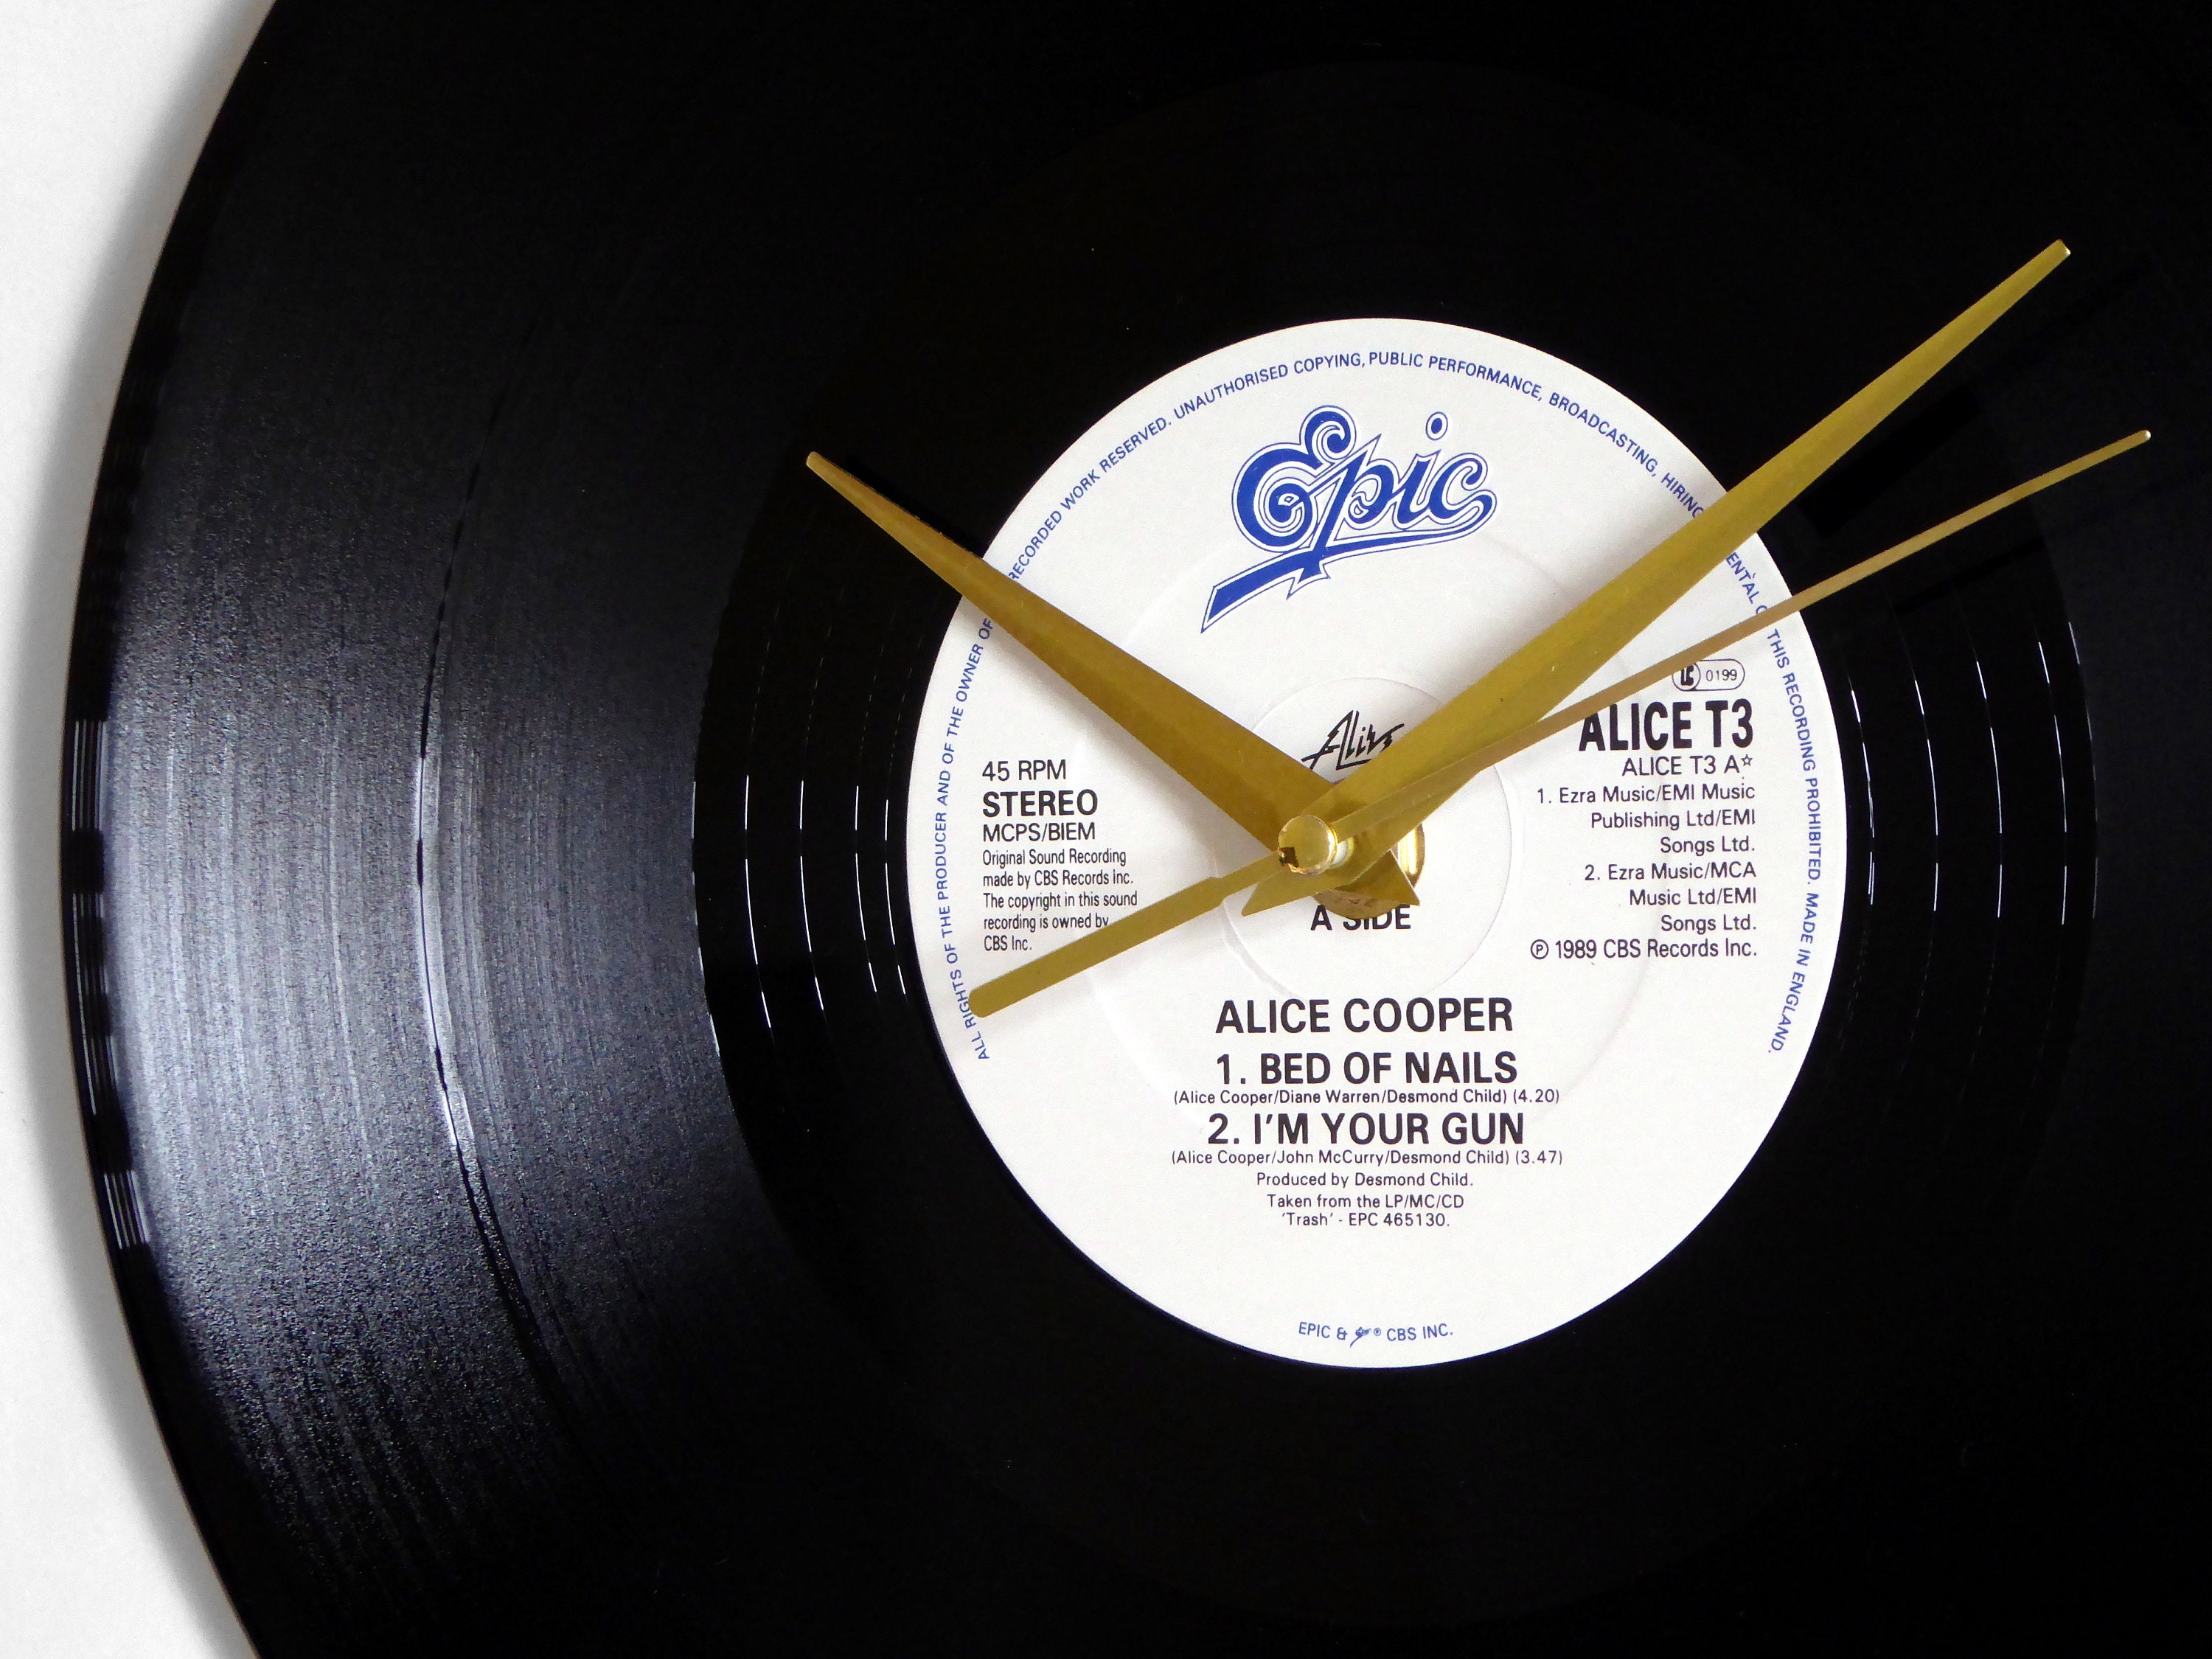 ALL RIGHTS OF THE PRODUCER AND OF THE OWNER OF RECORDED WORK RESERVED. UNAUTHORISED COPYING, PUBLIC PERFORMANCE, BROADCASTING, HIRING THIS RECORDING PROHIBITED. MADE IN ENGLAND.
Epic
LC 0199
ALICE T3
ALICE T3 A☆
1. Ezra Music/EMI Music
Publishing Ltd/EMI
Songs Ltd.
2. Ezra Music/MCA
Music Ltd/EMI
Songs Ltd.
Ⓟ 1989 CBS Records Inc.
45 RPM
STEREO
MCPS/BIEM
Original Sound Recording
made by CBS Records Inc.
The copyright in this sound
recording is owned by
CBS Inc.
A SIDE
ALICE COOPER
1. BED OF NAILS
(Alice Cooper/Diane Warren/Desmond Child) (4.20)
2. I'M YOUR GUN
(Alice Cooper/John McCurry/Desmond Child) (3.47)
Produced by Desmond Child.
Taken from the LP/MC/CD
'Trash' - EPC 465130.
EPIC & ® CBS INC.